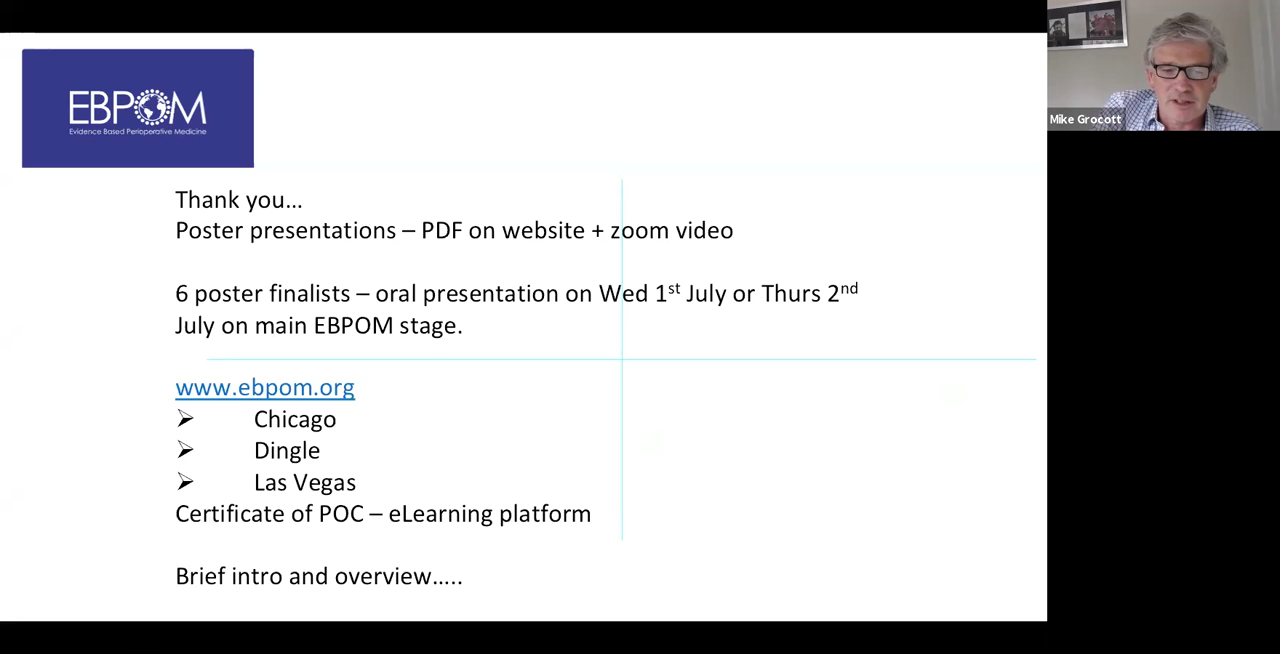 EBPOM
Evidence Based Perioperative Medicine
Mike Grocott
Thank you...
Poster presentations – PDF on website + zoom video
6 poster finalists – oral presentation on Wed 1st July or Thurs 2nd
July on main EBPOM stage.
www.ebpom.org
➢ Chicago
➢ Dingle
➢ Las Vegas
Certificate of POC – eLearning platform
Brief intro and overview.....